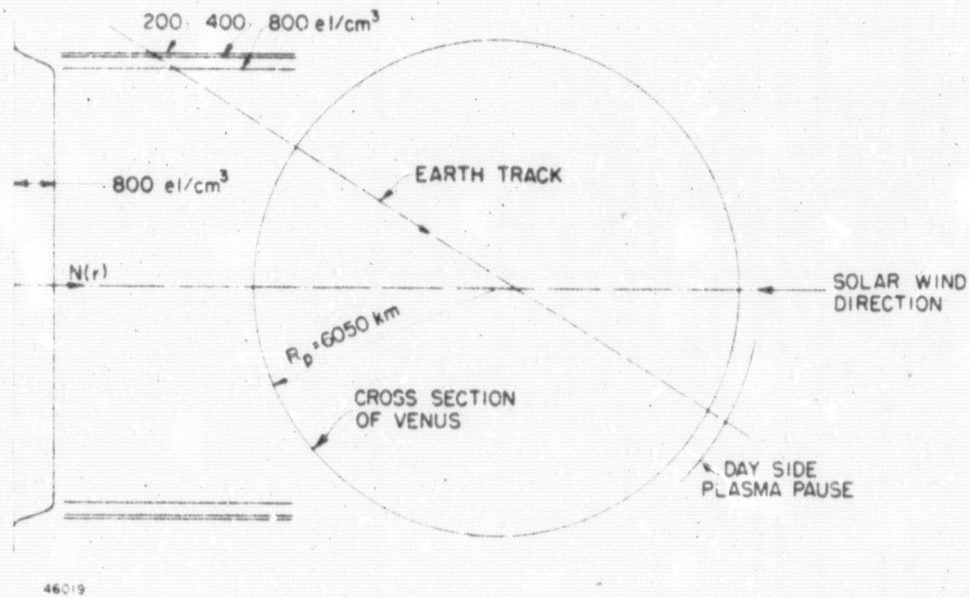 200, 400, 800 el/cm³
EARTH TRACK
800 el/cm³
N(r)
SOLAR WIND
DIRECTION
Rp=6050 km
CROSS SECTION
OF VENUS
DAY SIDE
PLASMA PAUSE
46019